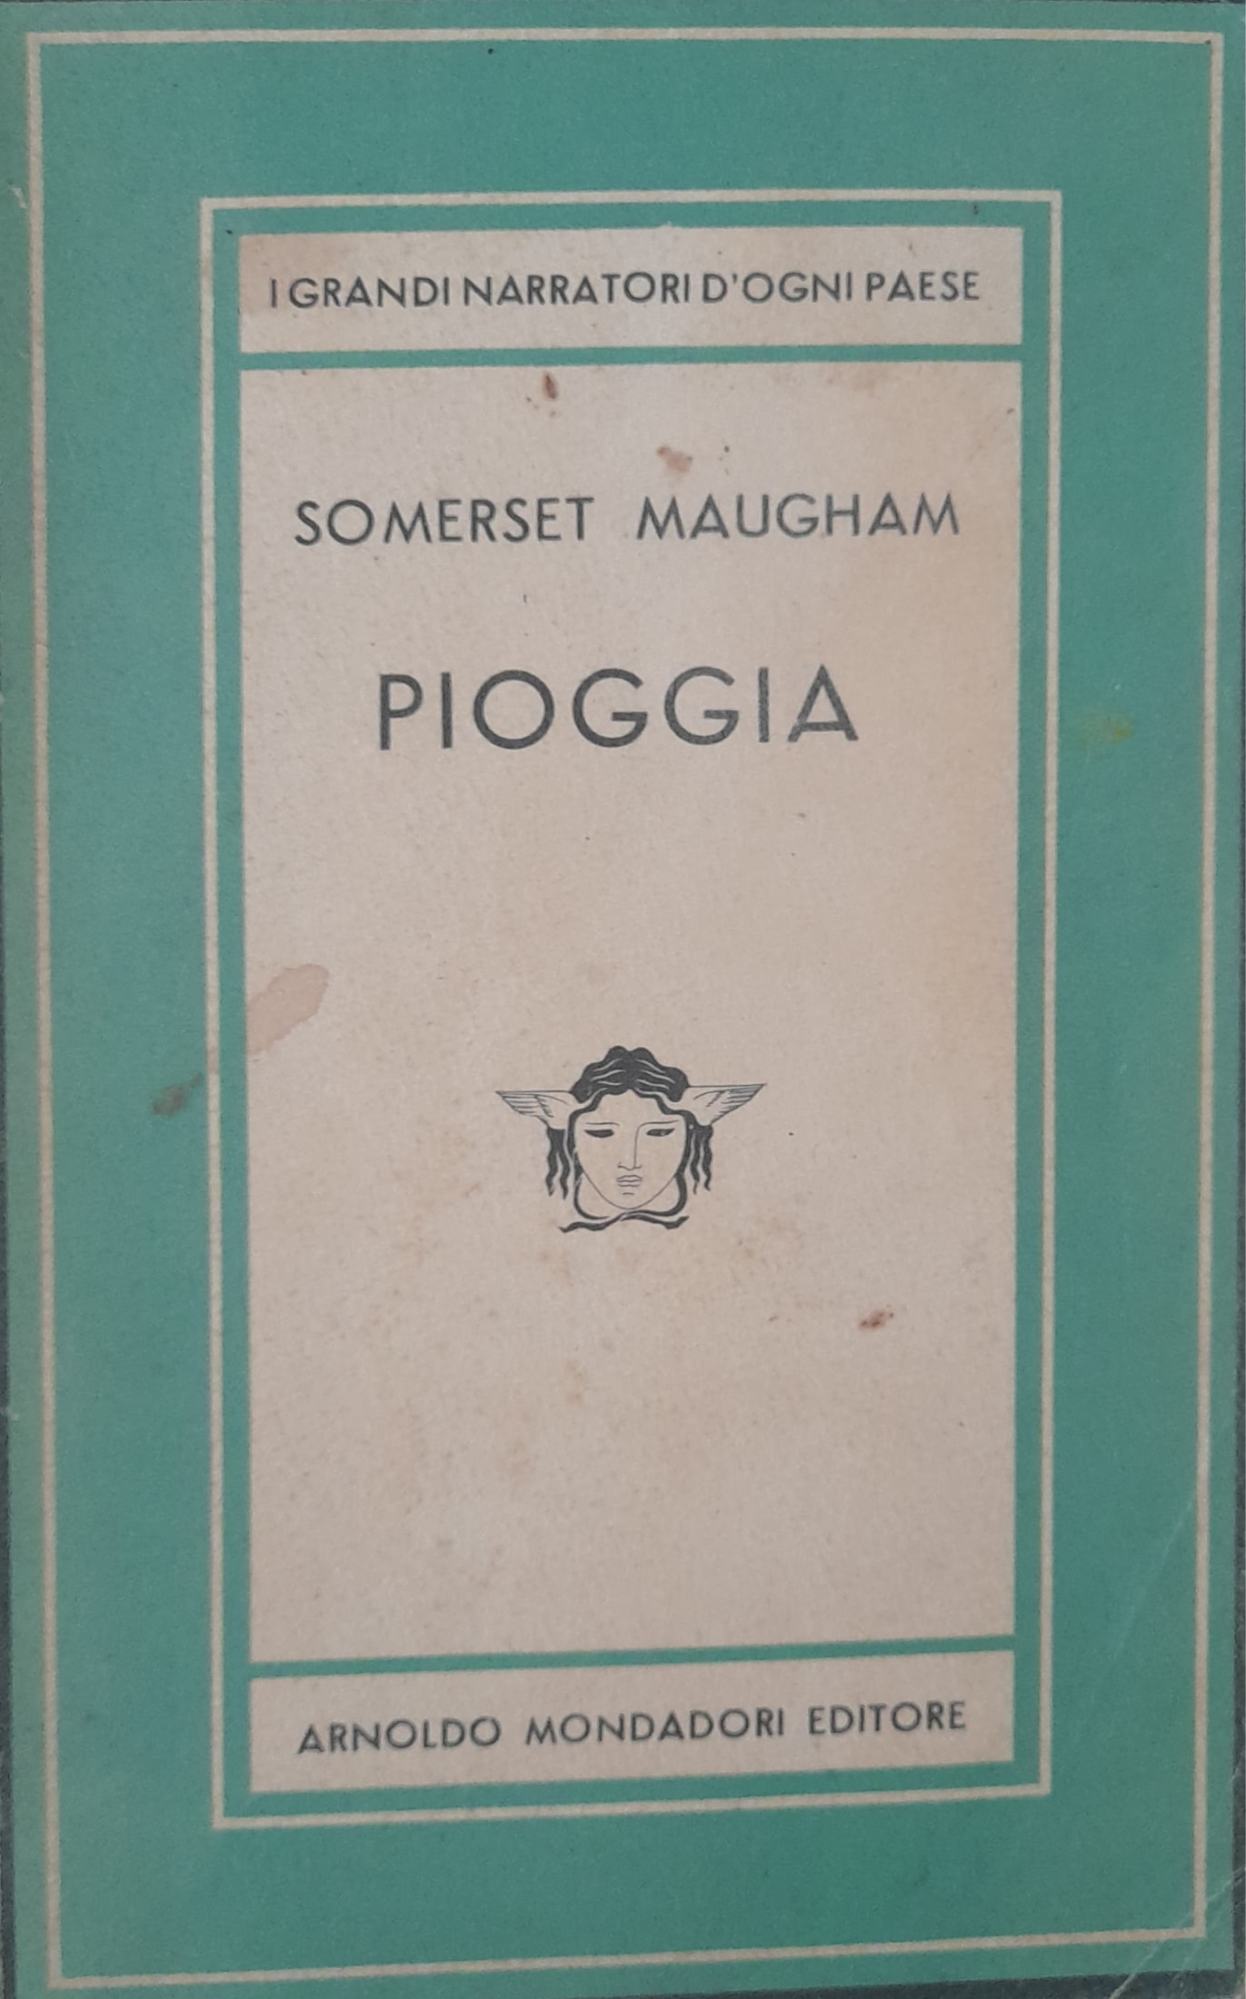 I GRANDI NARRATORI D'OGNI PAESE
SOMERSET MAUGHAM
PIOGGIA
ARNOLDO MONDADORI EDITORE